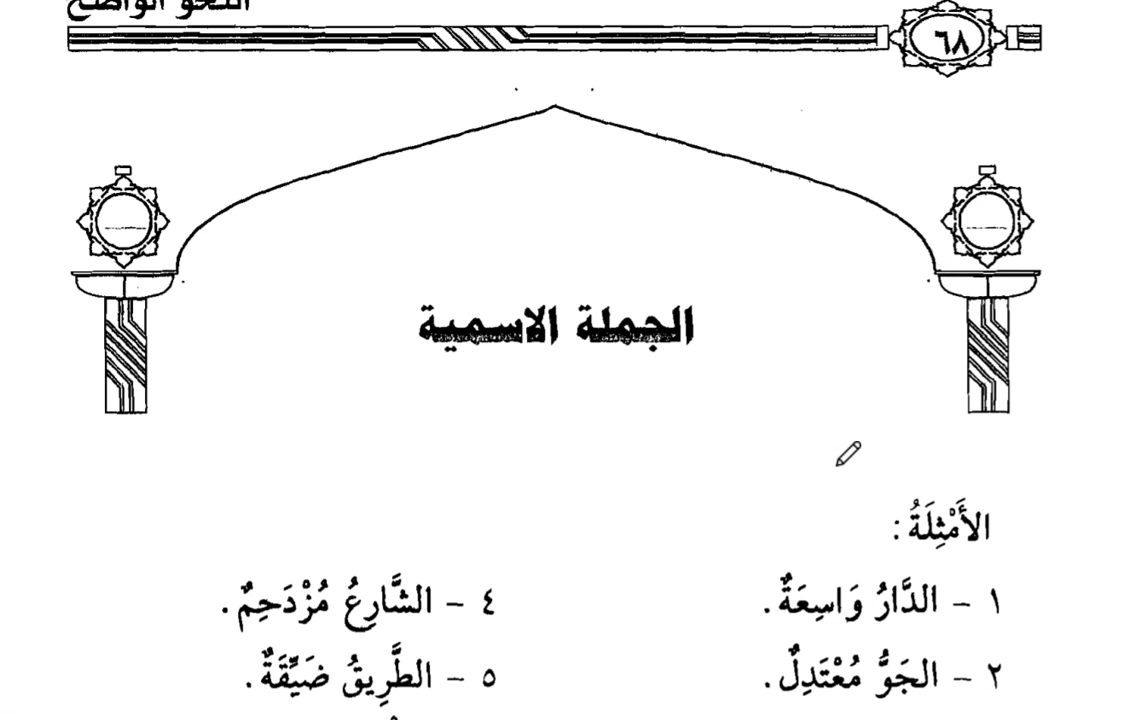 النحو الواضح
٦٨
الجملة الاسمية
الأَمْثِلَةُ :
١ - الدَّارُ وَاسِعَةٌ .
٤ - الشَّارِعُ مُزْدَحِمٌ .
٢ - الجَوُّ مُعْتَدِلٌ .
٥ - الطَّرِيقُ ضَيِّقَةٌ .